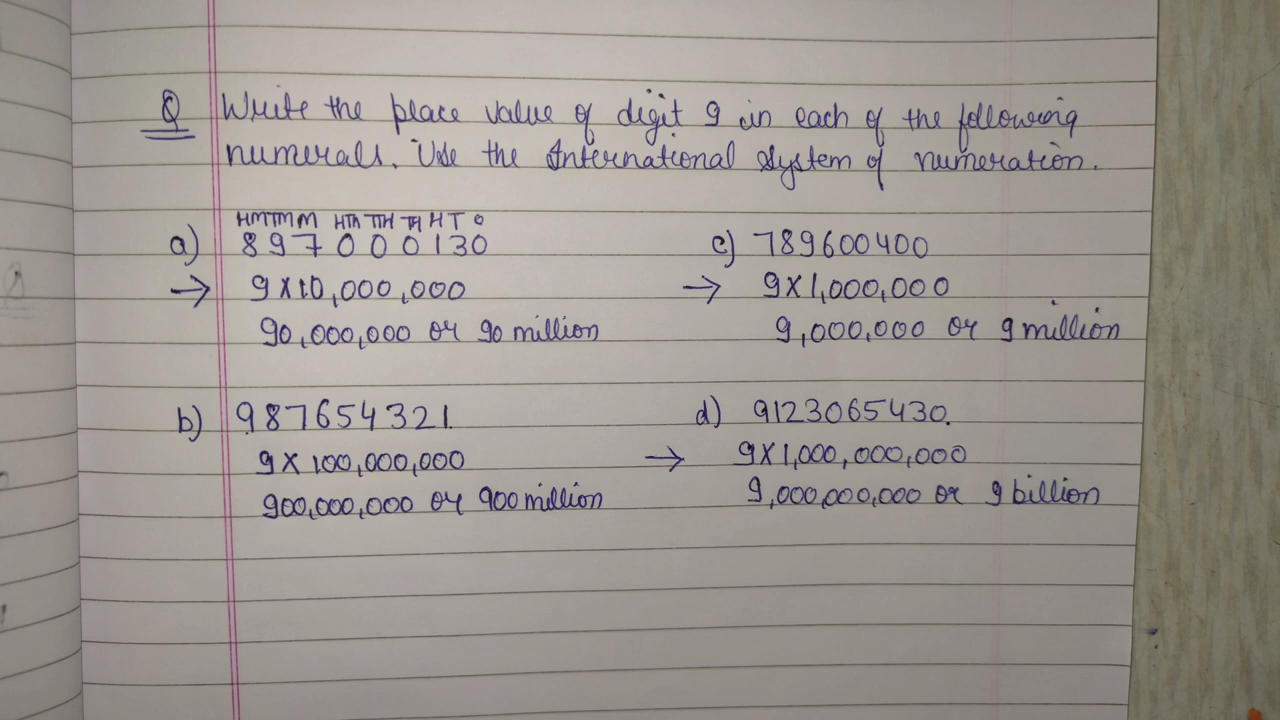 Q Write the place value of digit 9 in each of the following
numerals. Use the International System of numeration.
HM TM M HTh TTH TH H T O
a) 897000130
→ 9 X 10,000,000
90,000,000 or 90 million
b) 987654321.
9 X 100,000,000
900,000,000 or 900 million
c) 789600400
→ 9 X 1,000,000
9,000,000 or 9 million
d) 9123065430.
→ 9 X 1,000,000,000
9,000,000,000 or 9 billion